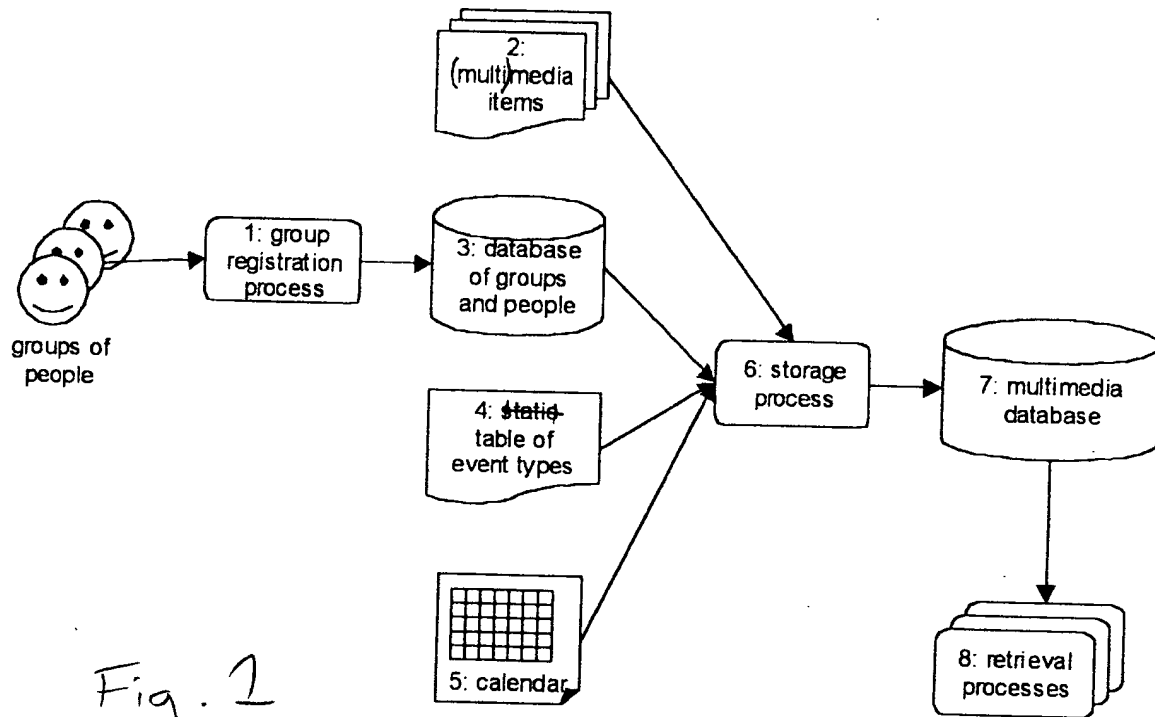 2:
(multi)media
items
1: group
registration
process
3: database
of groups
and people
groups of
people
6: storage
process
7: multimedia
database
4: static
table of
event types
5: calendar
8: retrieval
processes
Fig. 1